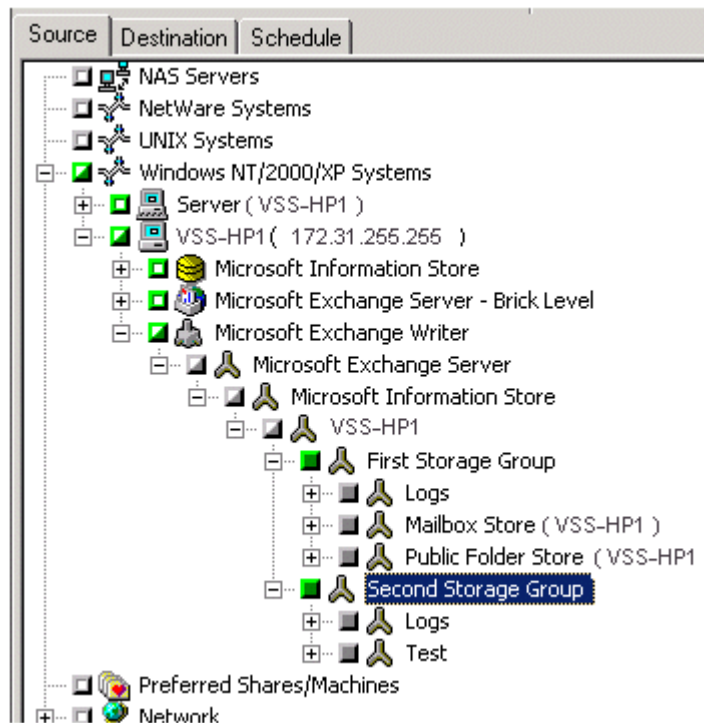 Source Destination Schedule
NAS Servers
NetWare Systems
UNIX Systems
Windows NT/2000/XP Systems
Server ( VSS-HP1 )
VSS-HP1( 172.31.255.255 )
Microsoft Information Store
Microsoft Exchange Server - Brick Level
Microsoft Exchange Writer
Microsoft Exchange Server
Microsoft Information Store
VSS-HP1
First Storage Group
Logs
Mailbox Store ( VSS-HP1 )
Public Folder Store ( VSS-HP1
Second Storage Group
Logs
Test
Preferred Shares/Machines
Network